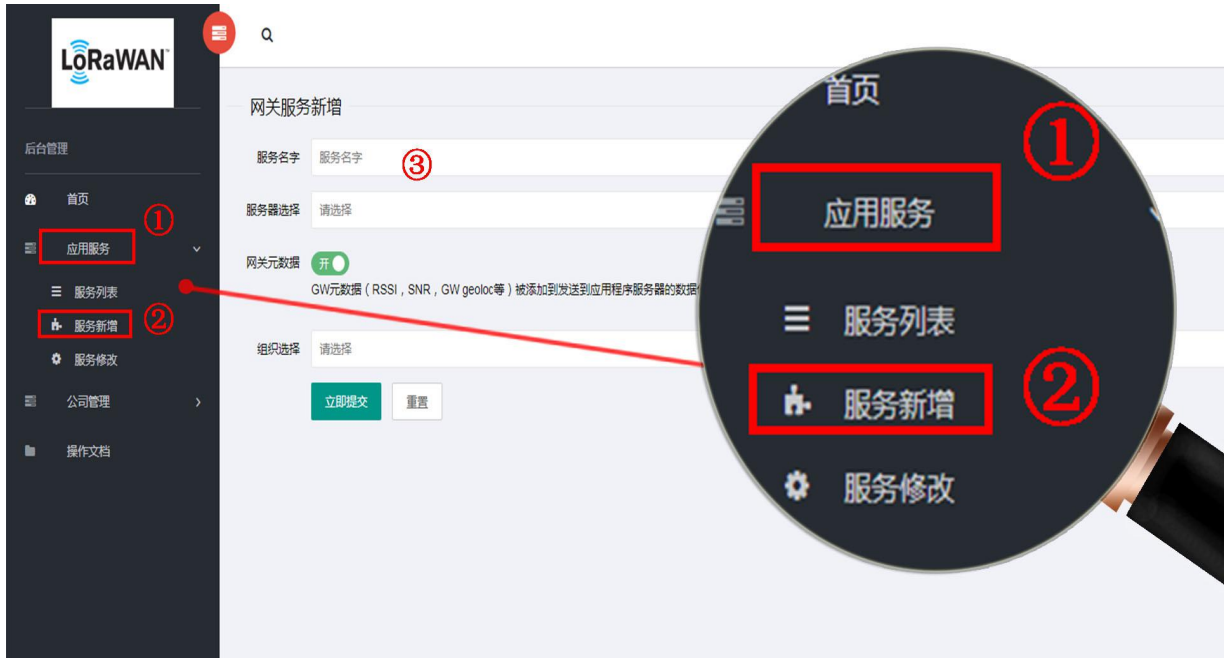 LoRaWAN™
后台管理
首页
①
应用服务
服务列表
服务新增 ②
服务修改
公司管理
操作文档
网关服务新增
服务名字 服务名字 ③
服务器选择 请选择
网关元数据 开
GW元数据（RSSI，SNR，GW geoloc等）被添加到发送到应用程序服务器的数据
组织选择 请选择
立即提交 重置
首页
①
应用服务
服务列表
服务新增 ②
服务修改